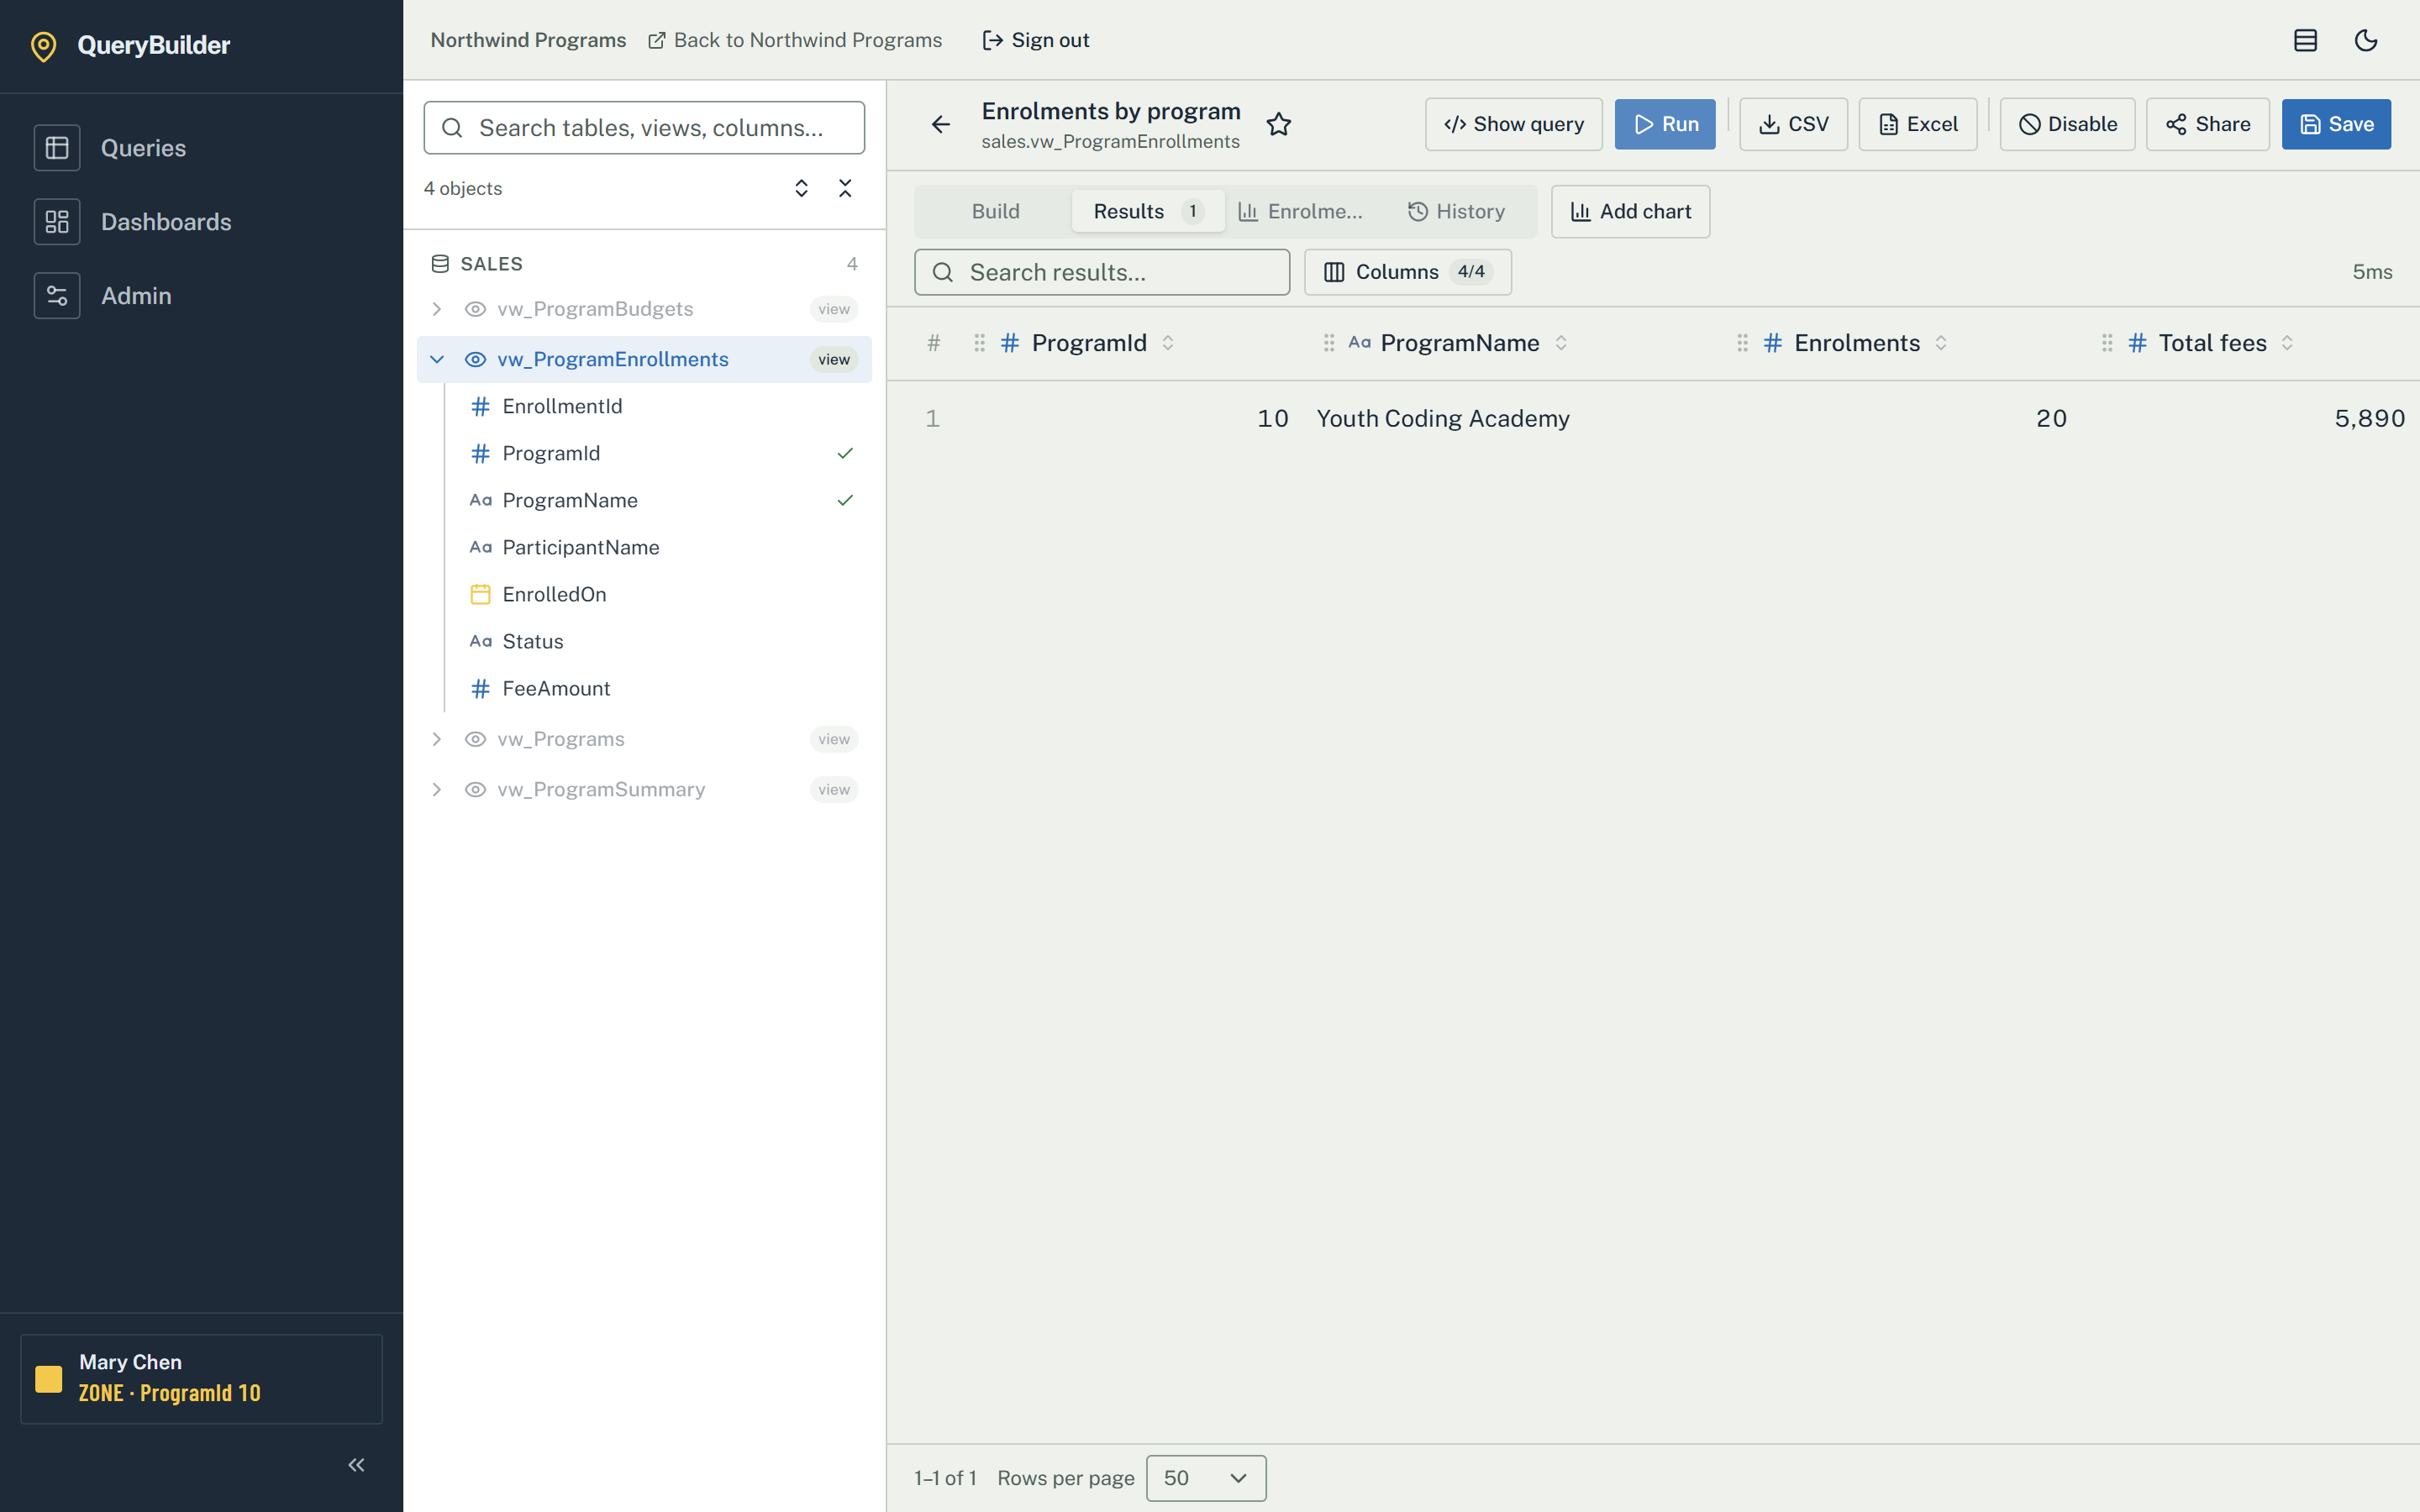 QueryBuilder
Queries
Dashboards
Admin
Mary Chen
ZONE · ProgramId 10
Northwind Programs
Back to Northwind Programs
Sign out
Search tables, views, columns...
4 objects
SALES 4
vw_ProgramBudgets view
vw_ProgramEnrollments view
EnrollmentId
ProgramId
Aa ProgramName
Aa ParticipantName
EnrolledOn
Aa Status
FeeAmount
vw_Programs view
vw_ProgramSummary view
Enrolments by program
sales.vw_ProgramEnrollments
</> Show query
Run
CSV
Excel
Disable
Share
Save
Build
Results 1
Enrolme...
History
Add chart
Search results...
Columns 4/4
5ms
# # ProgramId Aa ProgramName # Enrolments # Total fees
1 10 Youth Coding Academy 20 5,890
1–1 of 1 Rows per page 50